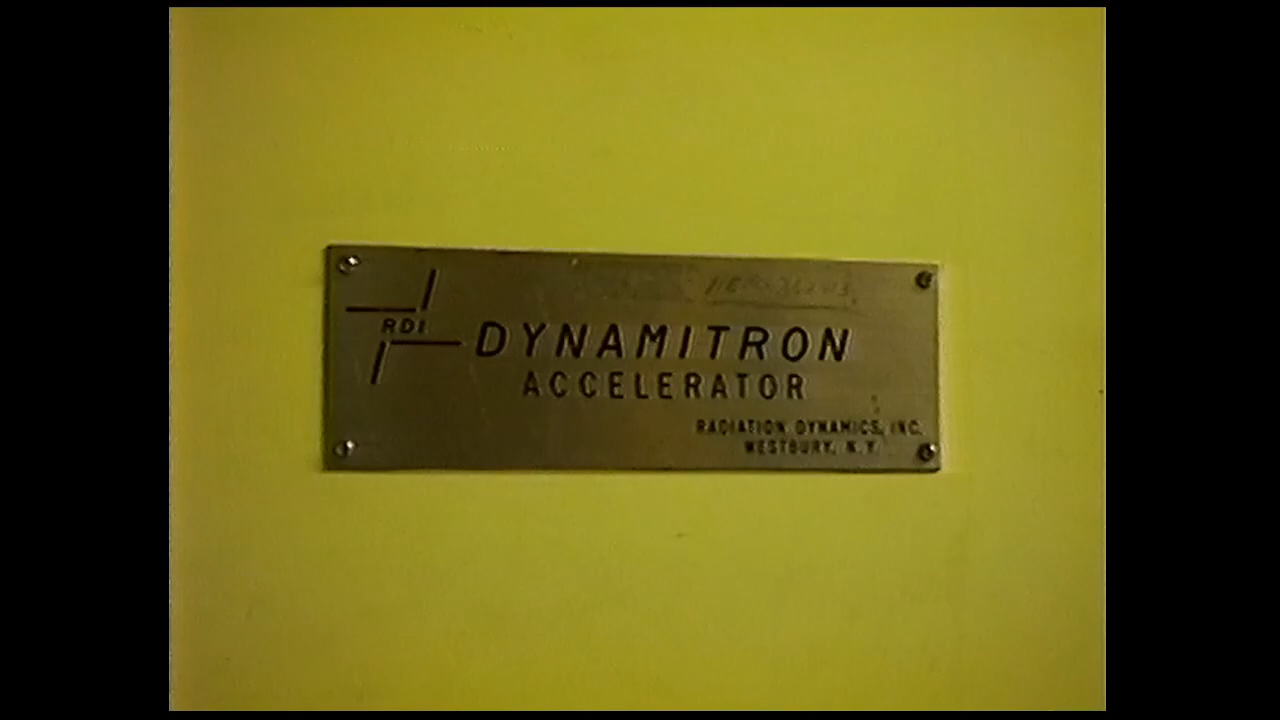 RDI
DYNAMITRON
ACCELERATOR
RADIATION DYNAMICS, INC.
WESTBURY, N.Y.